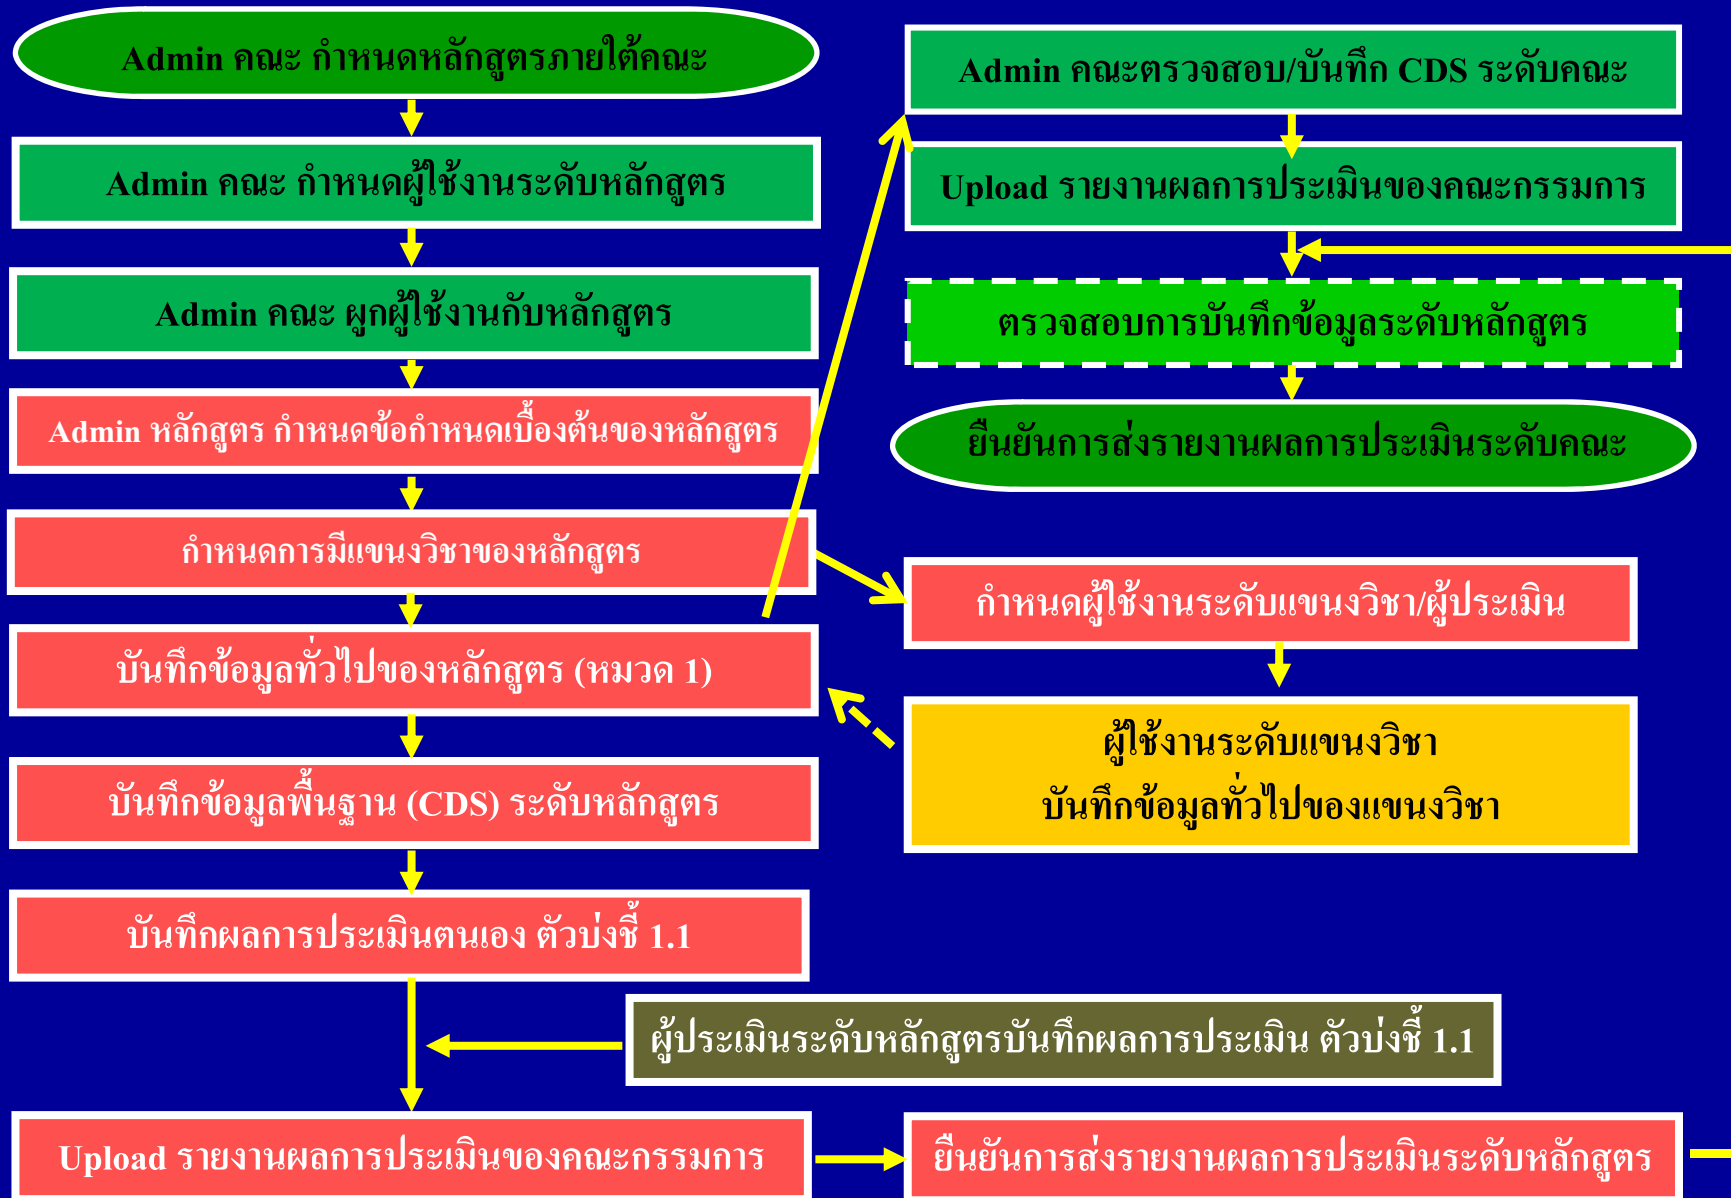 Admin คณะ กำหนดหลักสูตรภายใต้คณะ
Admin คณะ กำหนดผู้ใช้งานระดับหลักสูตร
Admin คณะ ผูกผู้ใช้งานกับหลักสูตร
Admin หลักสูตร กำหนดข้อกำหนดเบื้องต้นของหลักสูตร
กำหนดการมีแขนงวิชาของหลักสูตร
บันทึกข้อมูลทั่วไปของหลักสูตร (หมวด 1)
บันทึกข้อมูลพื้นฐาน (CDS) ระดับหลักสูตร
บันทึกผลการประเมินตนเอง ตัวบ่งชี้ 1.1
ผู้ประเมินระดับหลักสูตรบันทึกผลการประเมิน ตัวบ่งชี้ 1.1
Upload รายงานผลการประเมินของคณะกรรมการ
ยืนยันการส่งรายงานผลการประเมินระดับหลักสูตร
Admin คณะตรวจสอบ/บันทึก CDS ระดับคณะ
Upload รายงานผลการประเมินของคณะกรรมการ
ตรวจสอบการบันทึกข้อมูลระดับหลักสูตร
ยืนยันการส่งรายงานผลการประเมินระดับคณะ
กำหนดผู้ใช้งานระดับแขนงวิชา/ผู้ประเมิน
ผู้ใช้งานระดับแขนงวิชา
บันทึกข้อมูลทั่วไปของแขนงวิชา